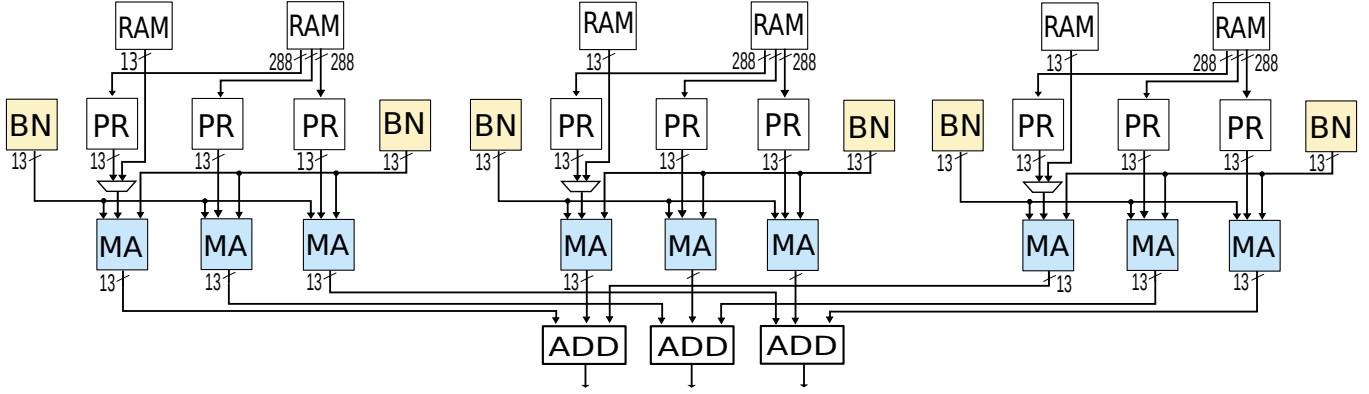 RAM RAM RAM RAM RAM RAM
13 288 288 13 288 288 13 288 288
BN PR PR PR BN BN PR PR PR BN BN PR PR PR BN
13 13 13 13 13 13 13 13 13 13 13 13 13 13 13
MA MA MA MA MA MA MA MA MA
13 13 13 13 13 13
ADD ADD ADD